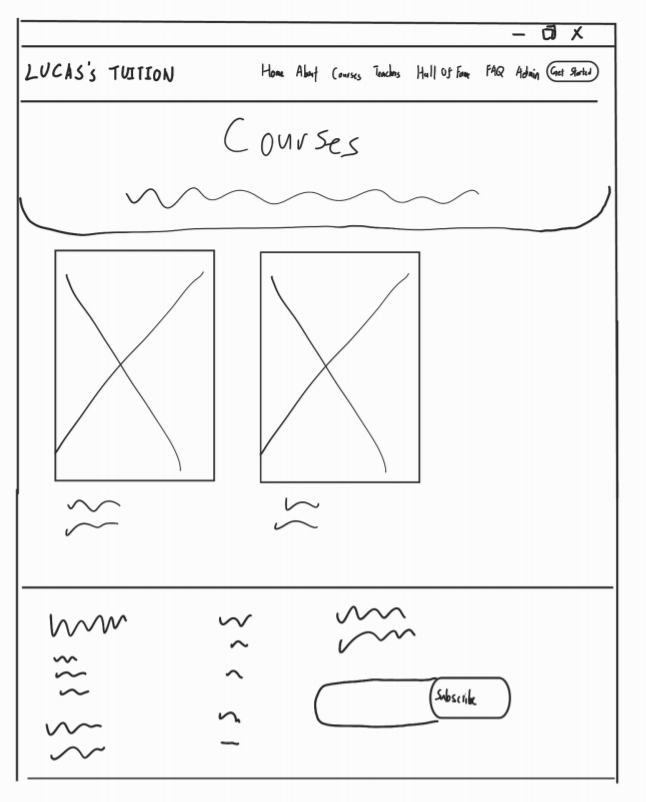 LUCAS's TUITION
Home About Courses Teachers Hall Of Fame FAQ Admin Get Started
Courses
Subscribe